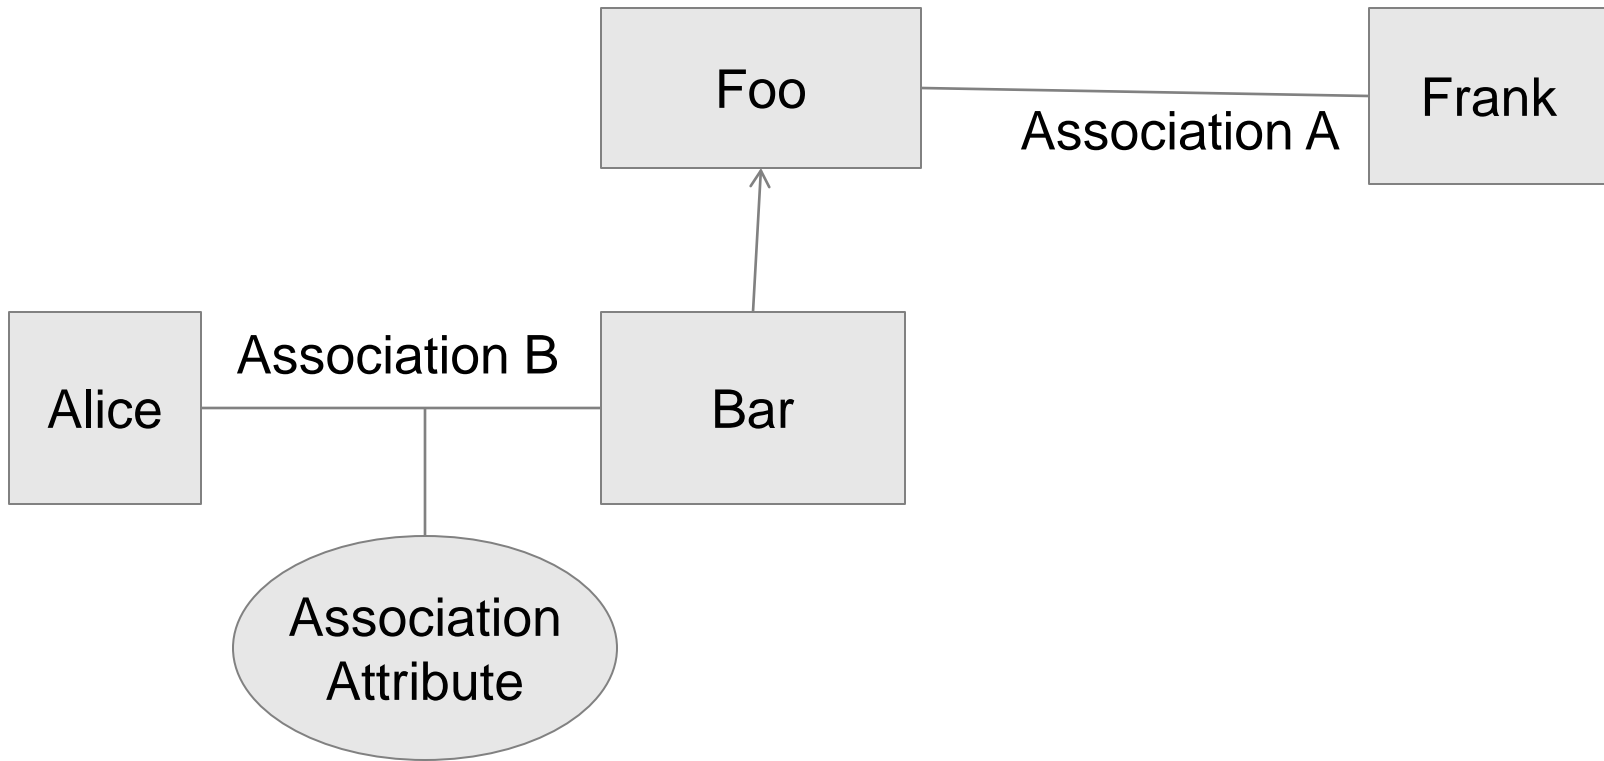 Foo
Frank
Association A
Association B
Alice
Bar
Association
Attribute